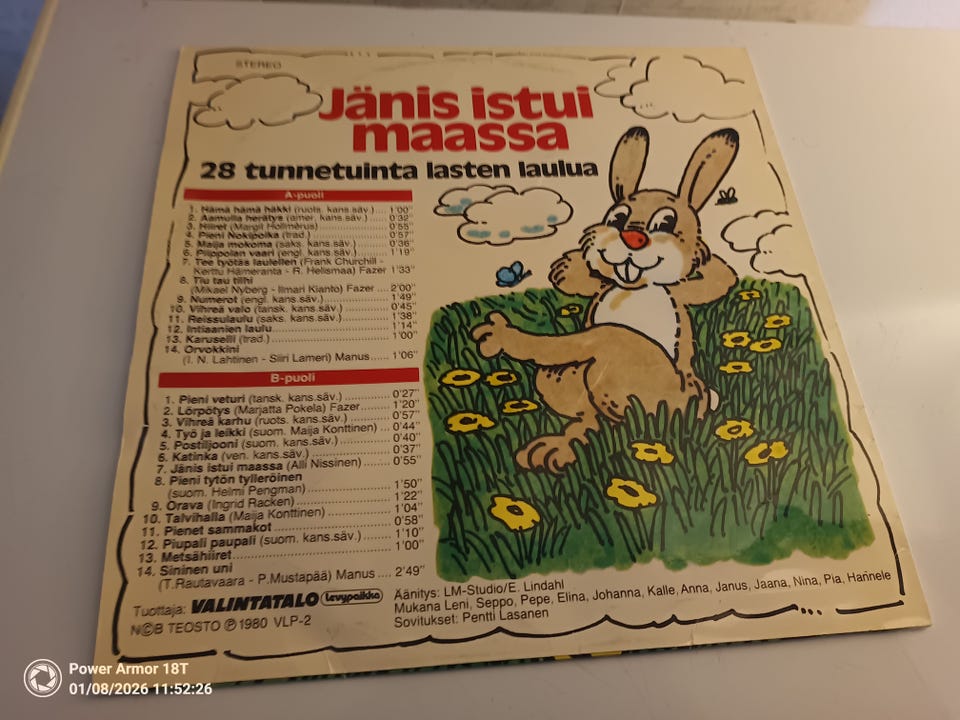 STEREO
Jänis istui
maassa
28 tunnetuinta lasten laulua
A-puoli
1. Hämä hämä häkki (ruots. kans.säv.).... 1'00"
2. Aamulla herätys (amer. kans.säv.)..... 0'32"
3. Hiiret (Margit Hollmérus)................. 0'55"
4. Pieni Nokipoika (trad.).................... 0'57"
5. Maija mokoma (saks. kans.säv.)....... 0'36"
6. Piippolan vaari (engl. kans.säv.)........ 1'19"
7. Tee työtäs laulellen (Frank Churchill -
Kerttu Hämeranta - R. Helismaa) Fazer 1'33"
8. Tiu tau tilhi
(Mikael Nyberg - Ilmari Kianto) Fazer ... 2'00"
9. Numerot (engl. kans.säv.)................ 1'49"
10. Vihreä valo (tansk. kans.säv.)........... 0'45"
11. Reissulaulu (saks. kans.säv.)........... 1'38"
12. Intiaanien laulu............................ 1'14"
13. Karuselli (trad.)........................... 1'00"
14. Orvokkini
(I. N. Lahtinen - Siiri Lameri) Manus..... 1'06"
B-puoli
1. Pieni veturi (tansk. kans.säv.)........... 0'27"
2. Lörpötys (Marjatta Pokela) Fazer....... 1'20"
3. Vihreä karhu (ruots. kans.säv.)......... 0'57"
4. Työ ja leikki (suom. Maija Konttinen).. 0'44"
5. Postiljooni (suom. kans.säv.)............ 0'40"
6. Katinka (ven. kans.säv.).................. 0'37"
7. Jänis istui maassa (Alli Nissinen)....... 0'55"
8. Pieni tytön tylleröinen
(suom. Helmi Pengman).................. 1'50"
9. Orava (Ingrid Racken)..................... 1'22"
10. Talvihalla (Maija Konttinen).............. 1'04"
11. Pienet sammakot........................... 0'58"
12. Piupali paupali (suom. kans.säv.)...... 1'10"
13. Metsähiiret.................................. 1'00"
14. Sininen uni
(T.Rautavaara - P.Mustapää) Manus .... 2'49"
Tuottaja: VALINTATALO Levypaikka
N©B TEOSTO ℗ 1980 VLP-2
Äänitys: LM-Studio/E. Lindahl
Mukana Leni, Seppo, Pepe, Elina, Johanna, Kalle, Anna, Janus, Jaana, Nina, Pia, Hannele
Sovitukset: Pentti Lasanen
Power Armor 18T
01/08/2026 11:52:26